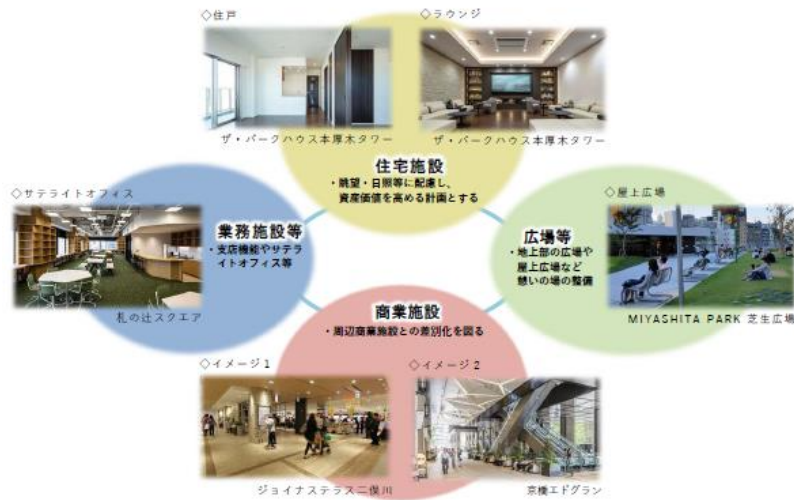 ◇住戸
◇ラウンジ
ザ・パークハウス本厚木タワー
ザ・パークハウス本厚木タワー
住宅施設
・眺望・日照等に配慮し、
資産価値を高める計画とする
◇サテライトオフィス
業務施設等
・支店機能やサテラ
イトオフィス等
札の辻スクエア
◇屋上広場
広場等
・地上部の広場や
屋上広場など
憩いの場の整備
MIYASHITA PARK 芝生広場
商業施設
・周辺商業施設との差別化を図る
◇イメージ1
◇イメージ2
ジョイナステラス二俣川
京橋エドグラン